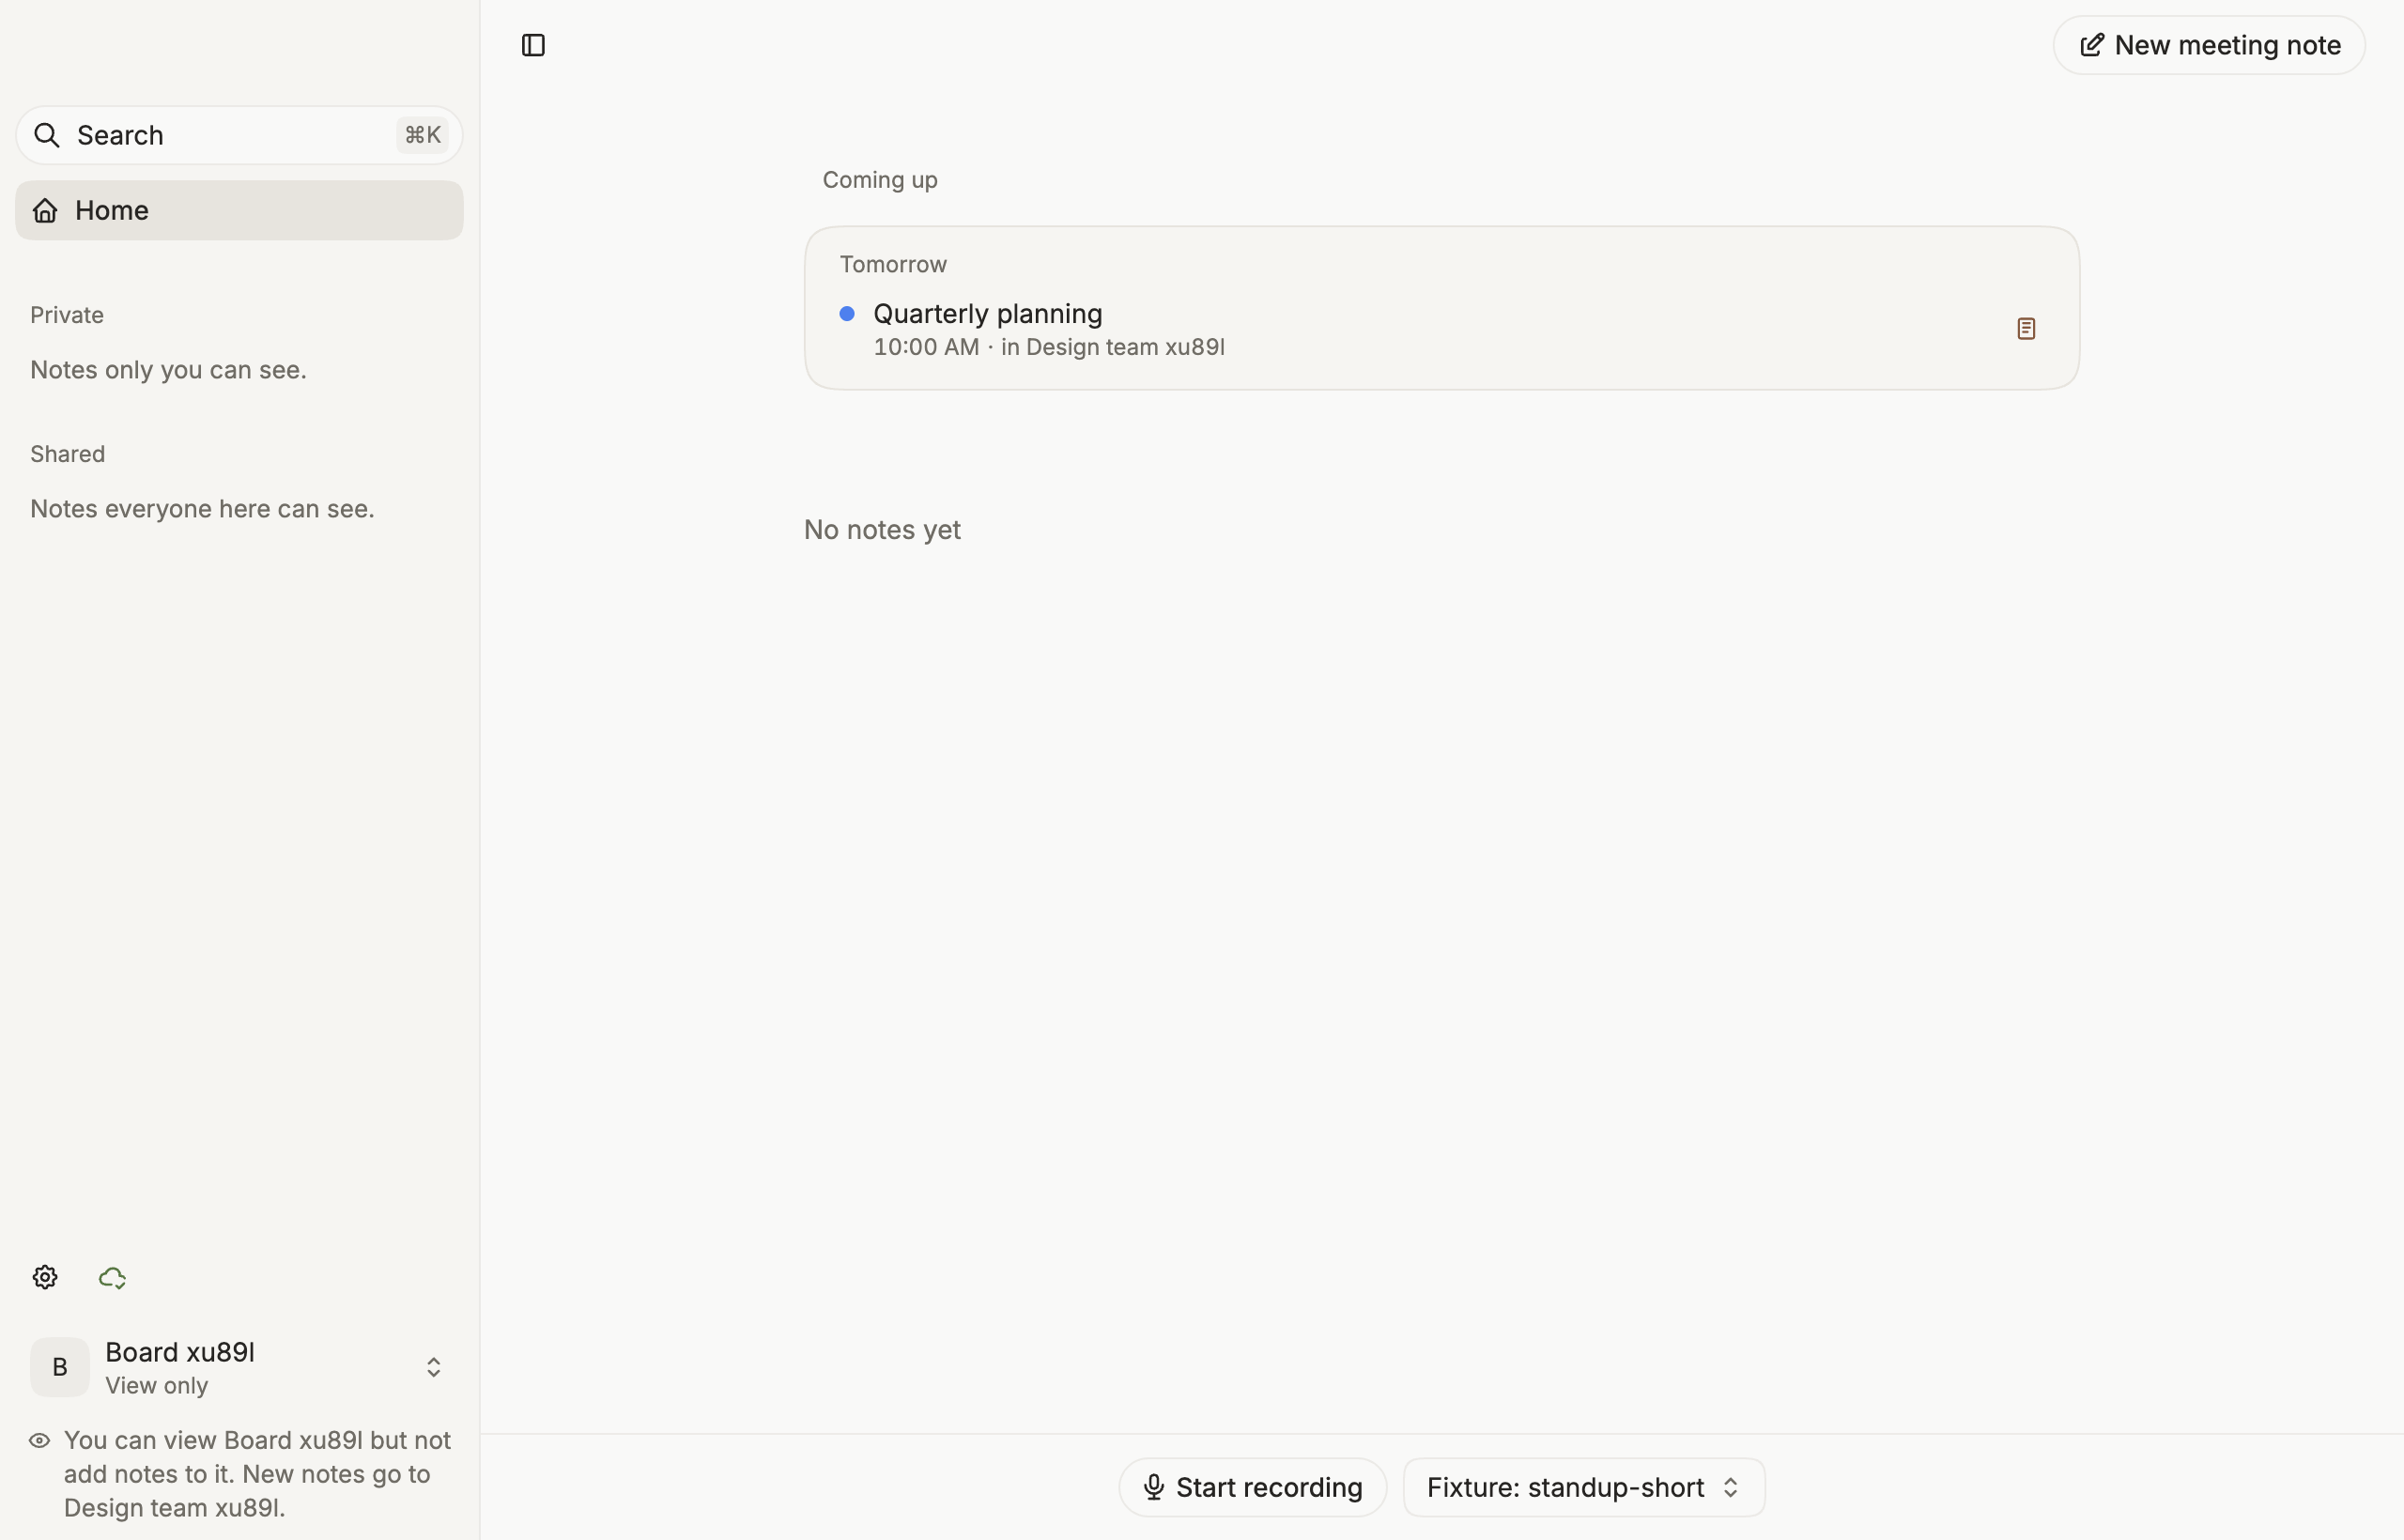 New meeting note
Search ⌘K
Home
Private
Notes only you can see.
Shared
Notes everyone here can see.
Coming up
Tomorrow
Quarterly planning
10:00 AM · in Design team xu89l
No notes yet
B
Board xu89l
View only
You can view Board xu89l but not
add notes to it. New notes go to
Design team xu89l.
Start recording
Fixture: standup-short